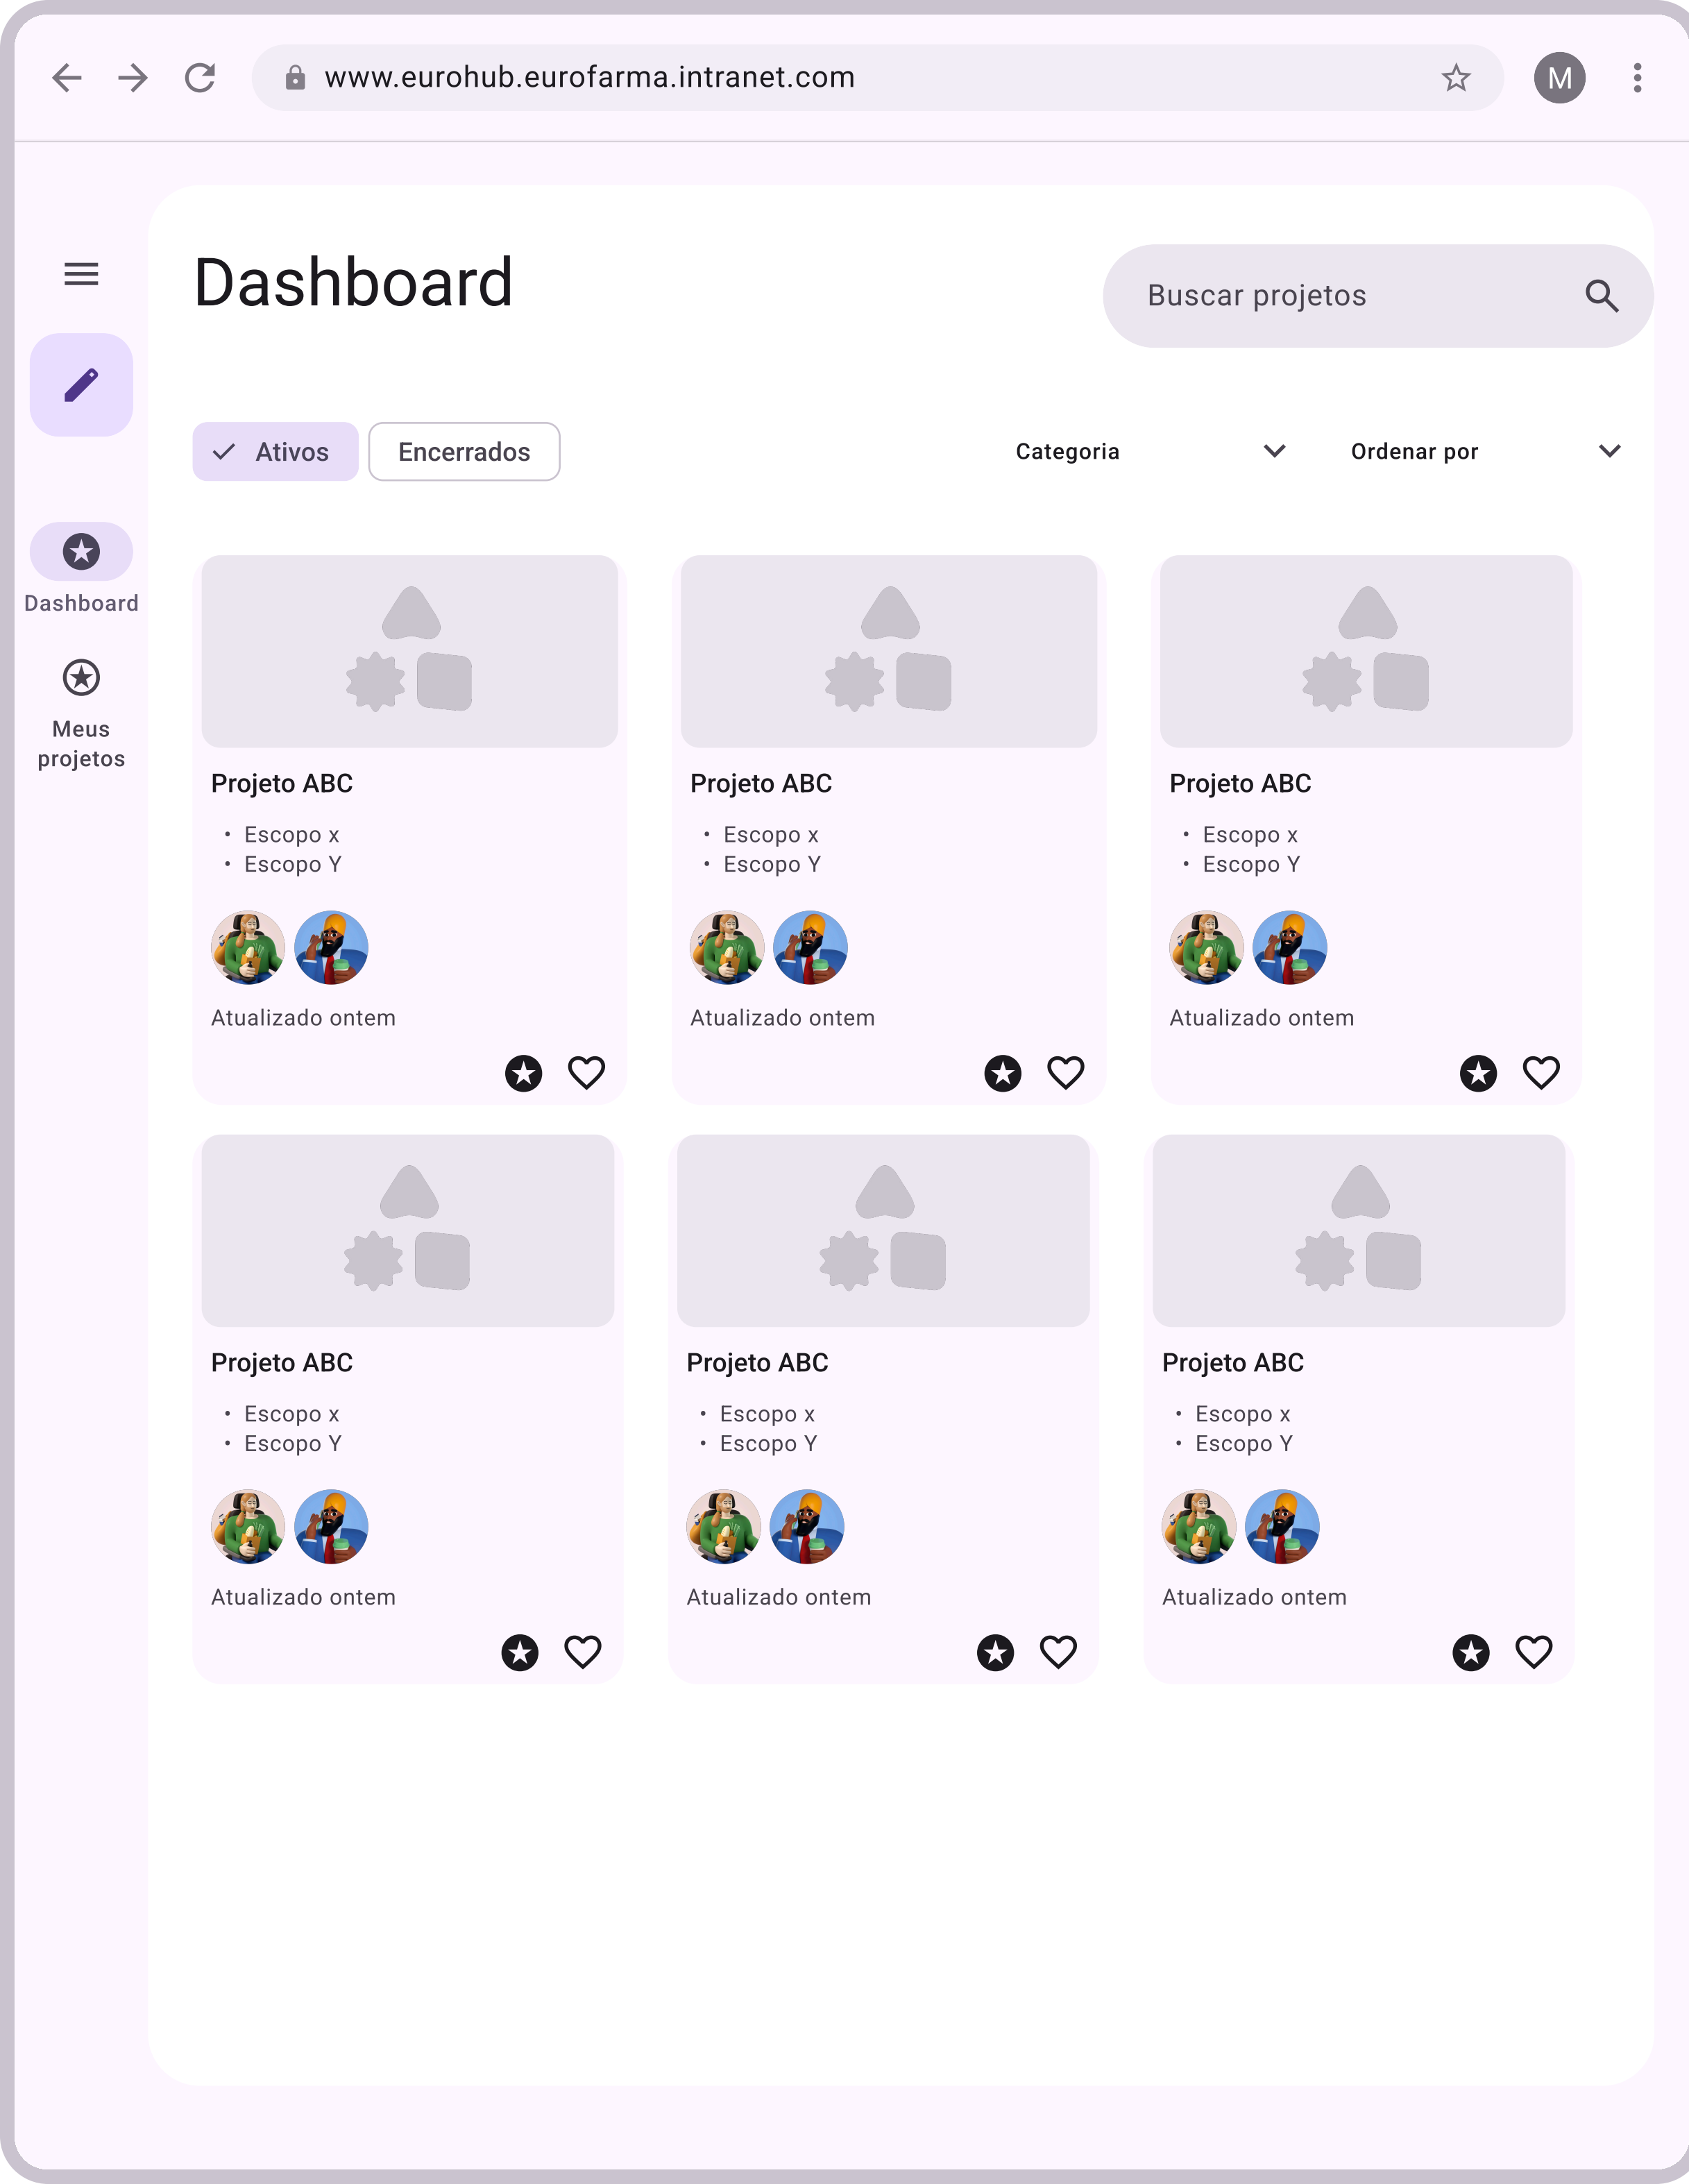 www.eurohub.eurofarma.intranet.com
M
Dashboard
Buscar projetos
Ativos
Encerrados
Categoria
Ordenar por
Dashboard
Meus
projetos
Projeto ABC
• Escopo x
• Escopo Y
Atualizado ontem
Projeto ABC
• Escopo x
• Escopo Y
Atualizado ontem
Projeto ABC
• Escopo x
• Escopo Y
Atualizado ontem
Projeto ABC
• Escopo x
• Escopo Y
Atualizado ontem
Projeto ABC
• Escopo x
• Escopo Y
Atualizado ontem
Projeto ABC
• Escopo x
• Escopo Y
Atualizado ontem